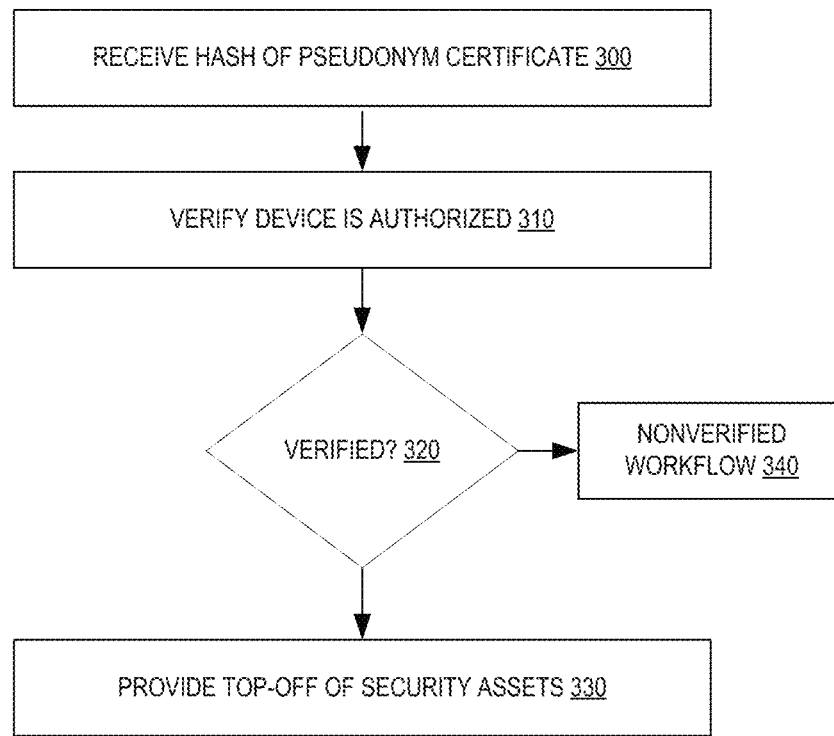 RECEIVE HASH OF PSEUDONYM CERTIFICATE 300
VERIFY DEVICE IS AUTHORIZED 310
VERIFIED? 320
NONVERIFIED
WORKFLOW 340
PROVIDE TOP-OFF OF SECURITY ASSETS 330